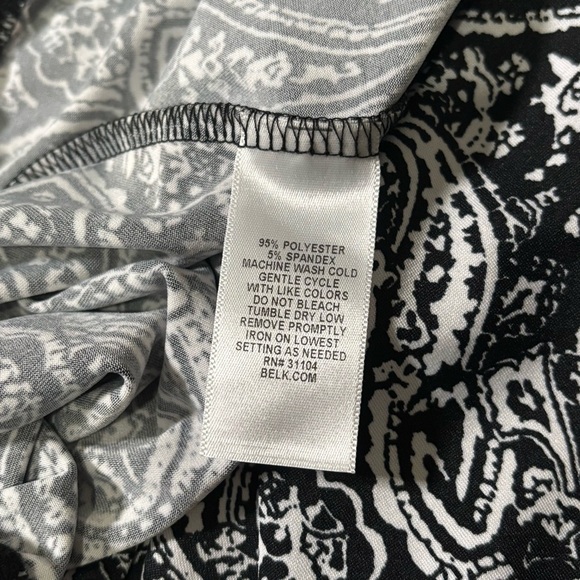 95% POLYESTER
5% SPANDEX
MACHINE WASH COLD
GENTLE CYCLE
WITH LIKE COLORS
DO NOT BLEACH
TUMBLE DRY LOW
REMOVE PROMPTLY
IRON ON LOWEST
SETTING AS NEEDED
RN# 31104
BELK.COM